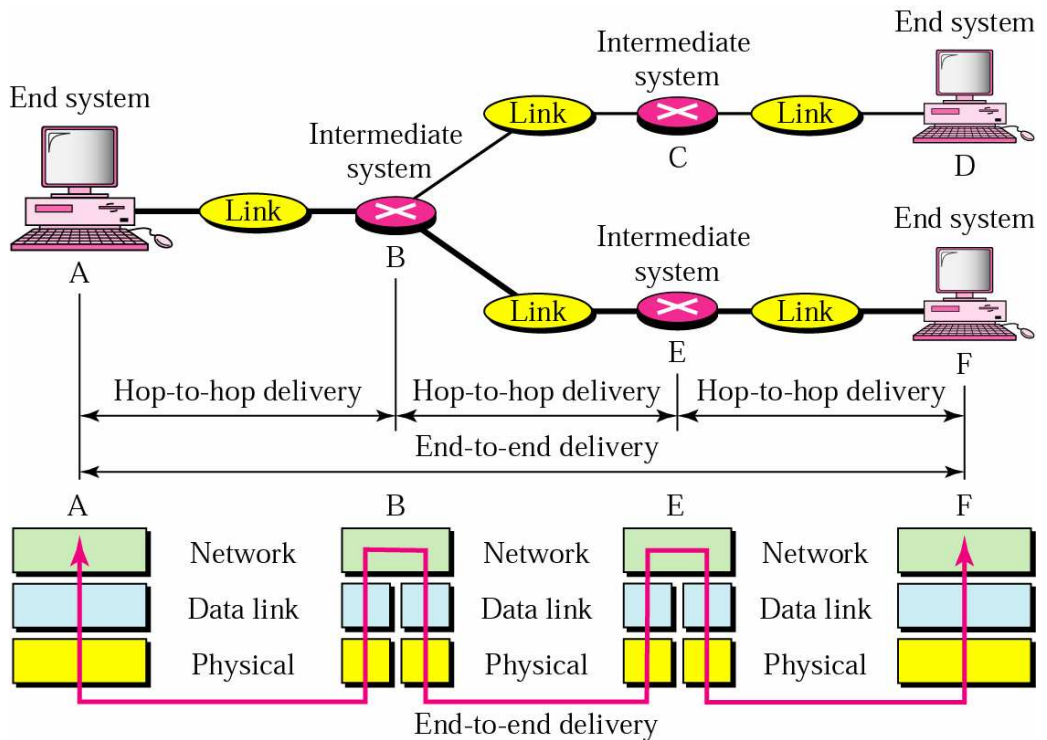 End system
Intermediate
system
End system
Link
Link
C
D
End system
Intermediate
system
Link
A
B
Intermediate
system
End system
Link
Link
E
F
Hop-to-hop delivery
Hop-to-hop delivery
Hop-to-hop delivery
End-to-end delivery
A
B
E
F
Network
Network
Network
Data link
Data link
Data link
Physical
Physical
Physical
End-to-end delivery